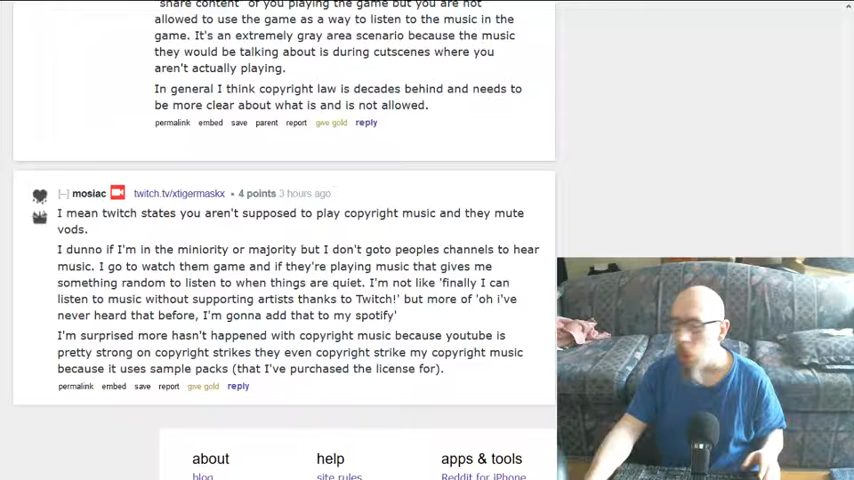 "share content" of you playing the game but you are not
allowed to use the game as a way to listen to the music in the
game. It's an extremely gray area scenario because the music
they would be talking about is during cutscenes where you
aren't actually playing.
In general I think copyright law is decades behind and needs to
be more clear about what is and is not allowed.
permalink embed save parent report give gold reply
[–] mosiac twitch.tv/xtigermaskx • 4 points 3 hours ago
I mean twitch states you aren't supposed to play copyright music and they mute
vods.
I dunno if I'm in the miniority or majority but I don't goto peoples channels to hear
music. I go to watch them game and if they're playing music that gives me
something random to listen to when things are quiet. I'm not like 'finally I can
listen to music without supporting artists thanks to Twitch!' but more of 'oh i've
never heard that before, I'm gonna add that to my spotify'
I'm surprised more hasn't happened with copyright music because youtube is
pretty strong on copyright strikes they even copyright strike my copyright music
because it uses sample packs (that I've purchased the license for).
permalink embed save report give gold reply
about help apps & tools
blog site rules Reddit for iPhone